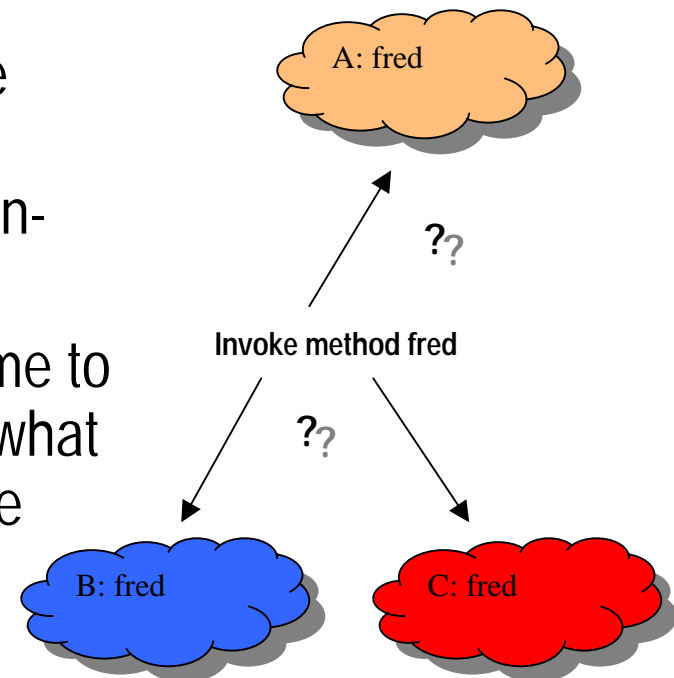 A: fred
e
n-
??
Invoke method fred
me to
what
??
e
B: fred
C: fred